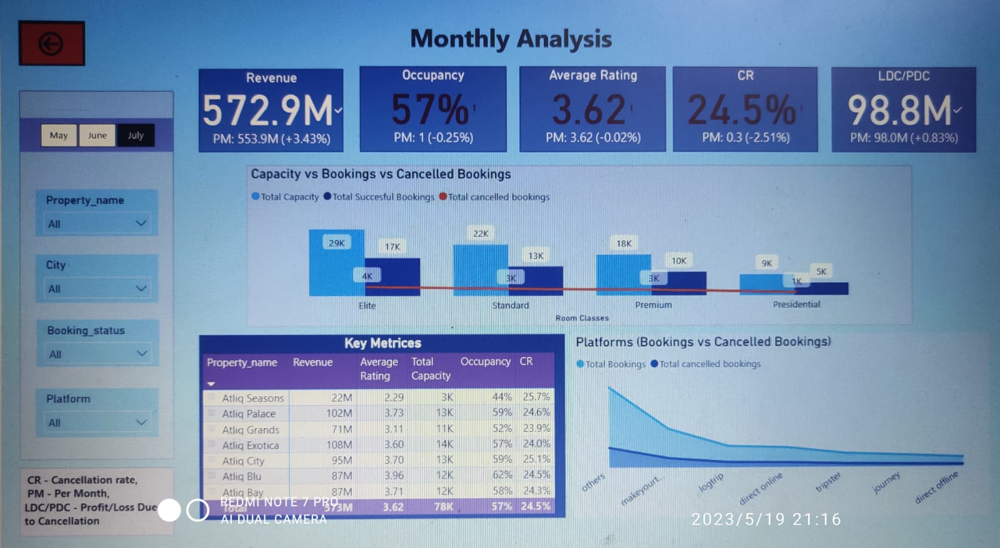 Monthly Analysis
Revenue
572.9M
PM: 553.9M (+3.43%)
Occupancy
57%!
PM: 1 (-0.25%)
Average Rating
3.62!
PM: 3.62 (-0.02%)
CR
24.5%!
PM: 0.3 (-2.51%)
LDC/PDC
98.8M
PM: 98.0M (+0.83%)
May June July
Property_name
All
City
All
Booking_status
All
Platform
All
CR - Cancellation rate,
PM - Per Month,
LDC/PDC - Profit/Loss Due
to Cancellation
Capacity vs Bookings vs Cancelled Bookings
Total Capacity Total Succesful Bookings Total cancelled bookings
29K 17K 4K
22K 13K 3K
18K 10K 3K
9K 5K 1K
Elite Standard Premium Presidential
Room Classes
Key Metrices
Property_name Revenue Average Rating Total Capacity Occupancy CR
Atliq Seasons 22M 2.29 3K 44% 25.7%
Atliq Palace 102M 3.73 13K 59% 24.6%
Atliq Grands 71M 3.11 11K 52% 23.9%
Atliq Exotica 108M 3.60 14K 57% 24.0%
Atliq City 95M 3.70 13K 59% 25.1%
Atliq Blu 87M 3.96 12K 62% 24.5%
Atliq Bay 87M 3.71 12K 58% 24.3%
Total 573M 3.62 78K 57% 24.5%
Platforms (Bookings vs Cancelled Bookings)
Total Bookings Total cancelled bookings
others makeyourt... logtrip direct online tripster journey direct offline
REDMI NOTE 7 PRO
AI DUAL CAMERA
2023/5/19 21:16